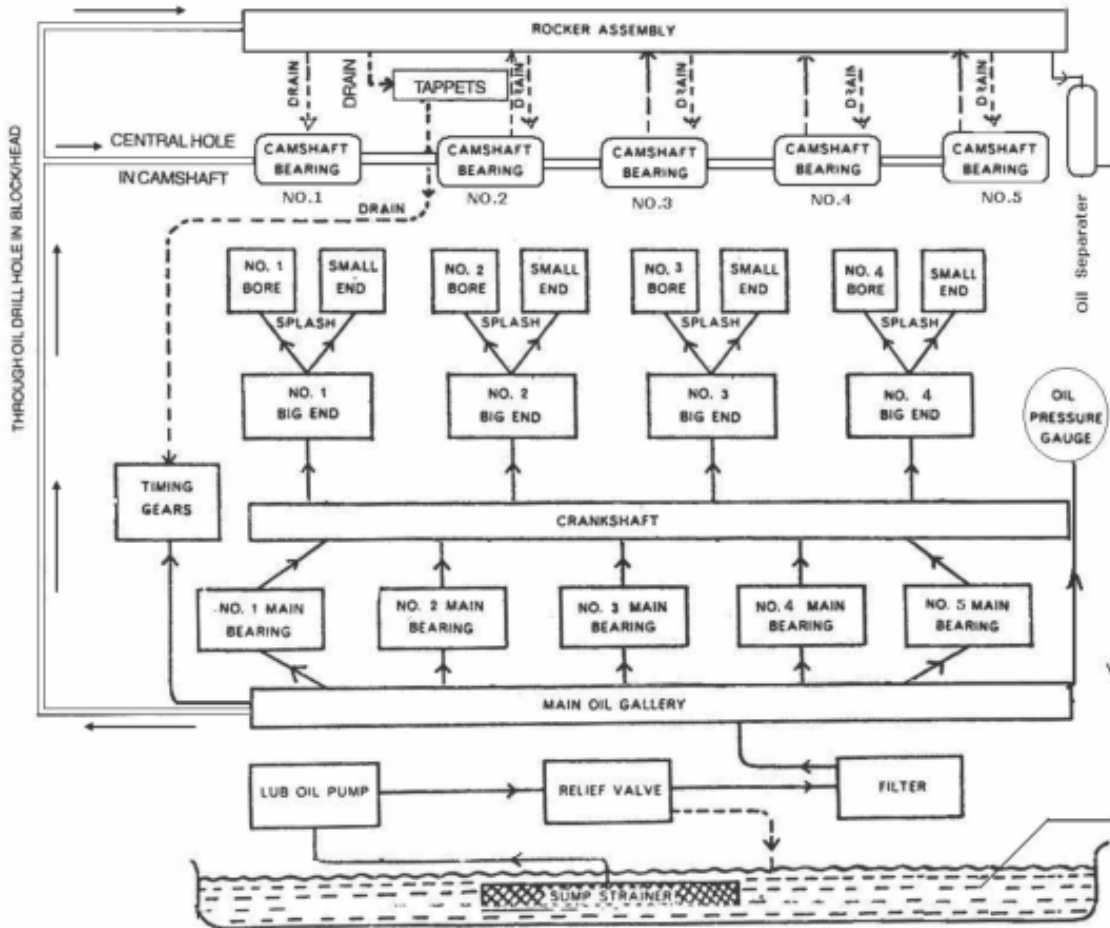 ROCKER ASSEMBLY
DRAIN
DRAIN
TAPPETS
DRAIN
DRAIN
DRAIN
DRAIN
CENTRAL HOLE
IN CAMSHAFT
CAMSHAFT
BEARING
NO.1
CAMSHAFT
BEARING
NO.2
CAMSHAFT
BEARING
NO.3
CAMSHAFT
BEARING
NO.4
CAMSHAFT
BEARING
NO.5
Oil Separater
DRAIN
THROUGH OIL DRILL HOLE IN BLOCK/HEAD
NO. 1
BORE
SMALL
END
SPLASH
NO. 2
BORE
SMALL
END
SPLASH
NO. 3
BORE
SMALL
END
SPLASH
NO. 4
BORE
SMALL
END
SPLASH
NO. 1
BIG END
NO. 2
BIG END
NO. 3
BIG END
NO. 4
BIG END
OIL
PRESSURE
GAUGE
TIMING
GEARS
CRANKSHAFT
NO. 1 MAIN
BEARING
NO. 2 MAIN
BEARING
NO. 3 MAIN
BEARING
NO. 4 MAIN
BEARING
NO. 5 MAIN
BEARING
MAIN OIL GALLERY
LUB OIL PUMP
RELIEF VALVE
FILTER
SUMP STRAINER